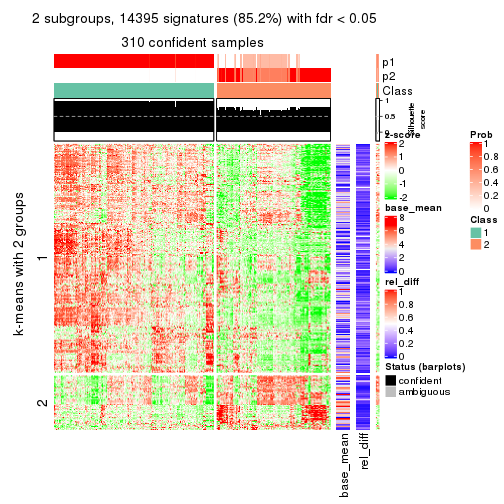 2 subgroups, 14395 signatures (85.2%) with fdr < 0.05
310 confident samples
p1
p2
Class
1
0.5
0
Silhouette
score
k-means with 2 groups
1
2
base_mean
rel_diff
z-score
2
1
0
-1
-2
base_mean
8
6
4
2
0
rel_diff
1
0.8
0.6
0.4
0.2
0
Status (barplots)
confident
ambiguous
Prob
1
0.8
0.6
0.4
0.2
0
Class
1
2